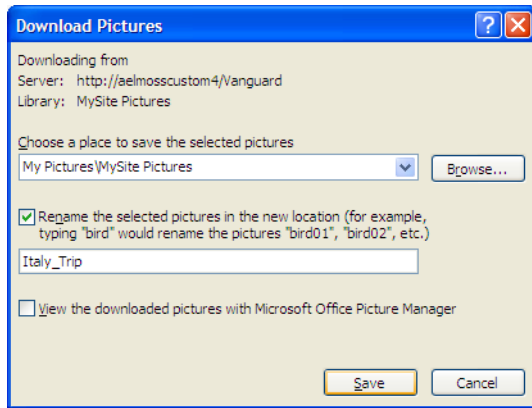 Download Pictures
Downloading from
Server: http://aelmosscustom4/Vanguard
Library: MySite Pictures
Choose a place to save the selected pictures
My Pictures\MySite Pictures
Browse...
Rename the selected pictures in the new location (for example,
typing "bird" would rename the pictures "bird01", "bird02", etc.)
Italy_Trip
View the downloaded pictures with Microsoft Office Picture Manager
Save Cancel